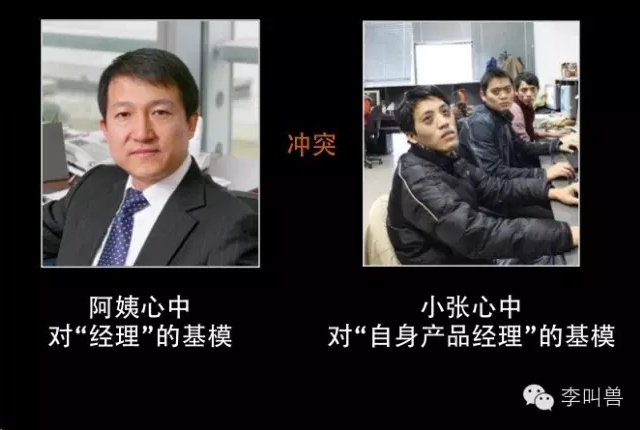 冲突
阿姨心中
对“经理”的基模
小张心中
对“自身产品经理”的基模
李叫兽